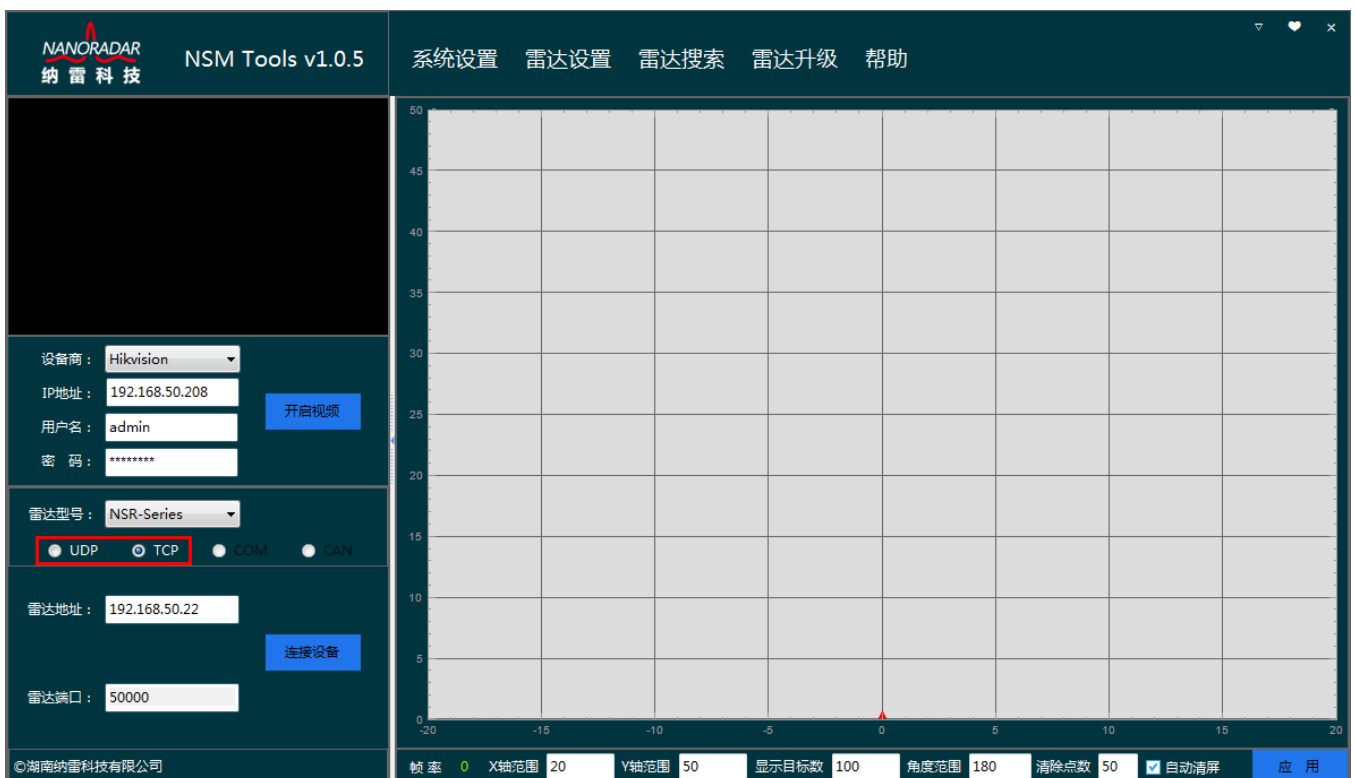 NANORADAR
纳雷科技
NSM Tools v1.0.5
系统设置 雷达设置 雷达搜索 雷达升级 帮助
设备商： Hikvision
IP地址： 192.168.50.208
开启视频
用户名： admin
密 码： ********
雷达型号： NSR-Series
UDP TCP COM CAN
雷达地址： 192.168.50.22
连接设备
雷达端口： 50000
©湖南纳雷科技有限公司
50
45
40
35
30
25
20
15
10
5
0
-20 -15 -10 -5 0 5 10 15 20
帧率 0 X轴范围 20 Y轴范围 50 显示目标数 100 角度范围 180 清除点数 50 自动清屏 应 用